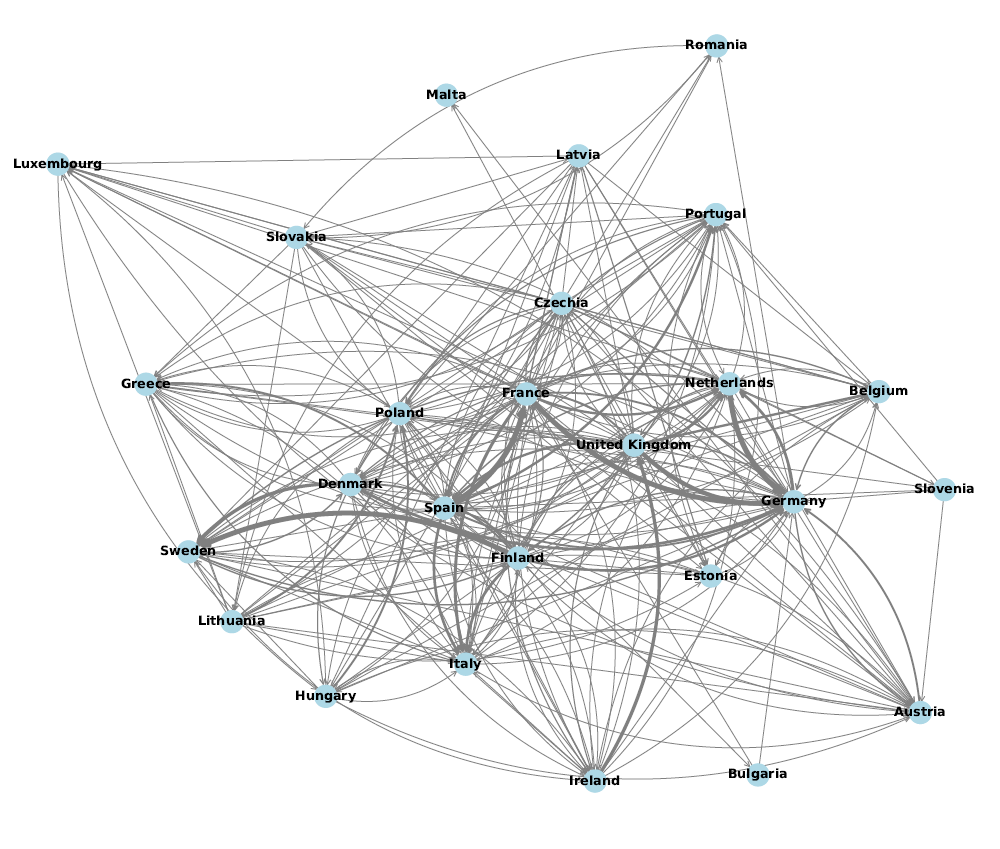 Romania
Malta
Latvia
Luxembourg
Portugal
Slovakia
Czechia
Greece
France
Netherlands
Belgium
Poland
United Kingdom
Denmark
Spain
Germany
Slovenia
Sweden
Finland
Estonia
Lithuania
Italy
Hungary
Austria
Ireland
Bulgaria